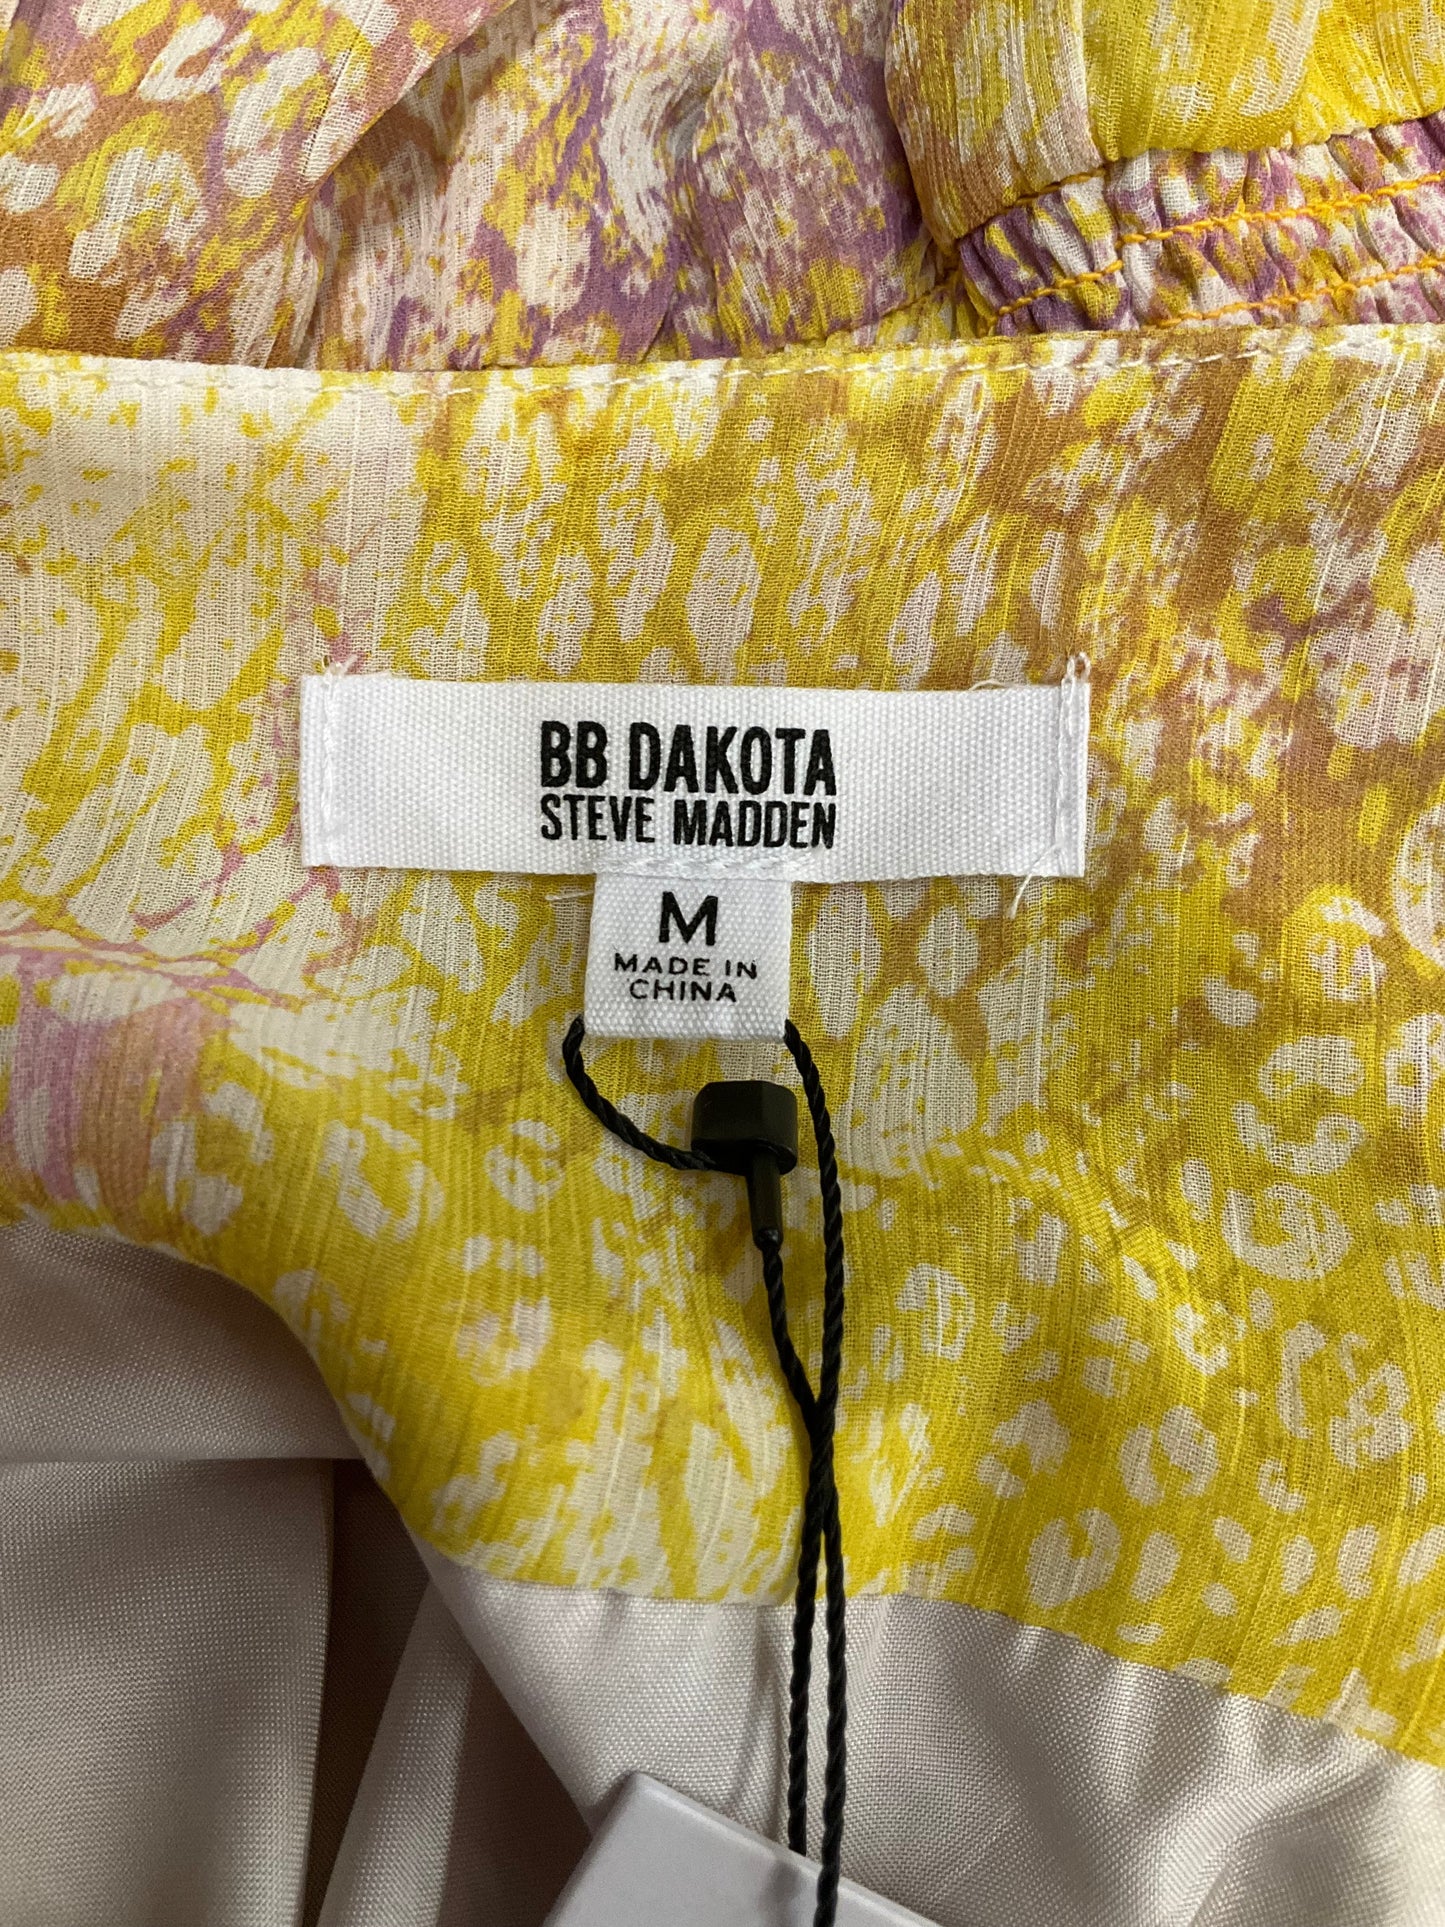 BB DAKOTA
STEVE MADDEN
M
MADE IN
CHINA